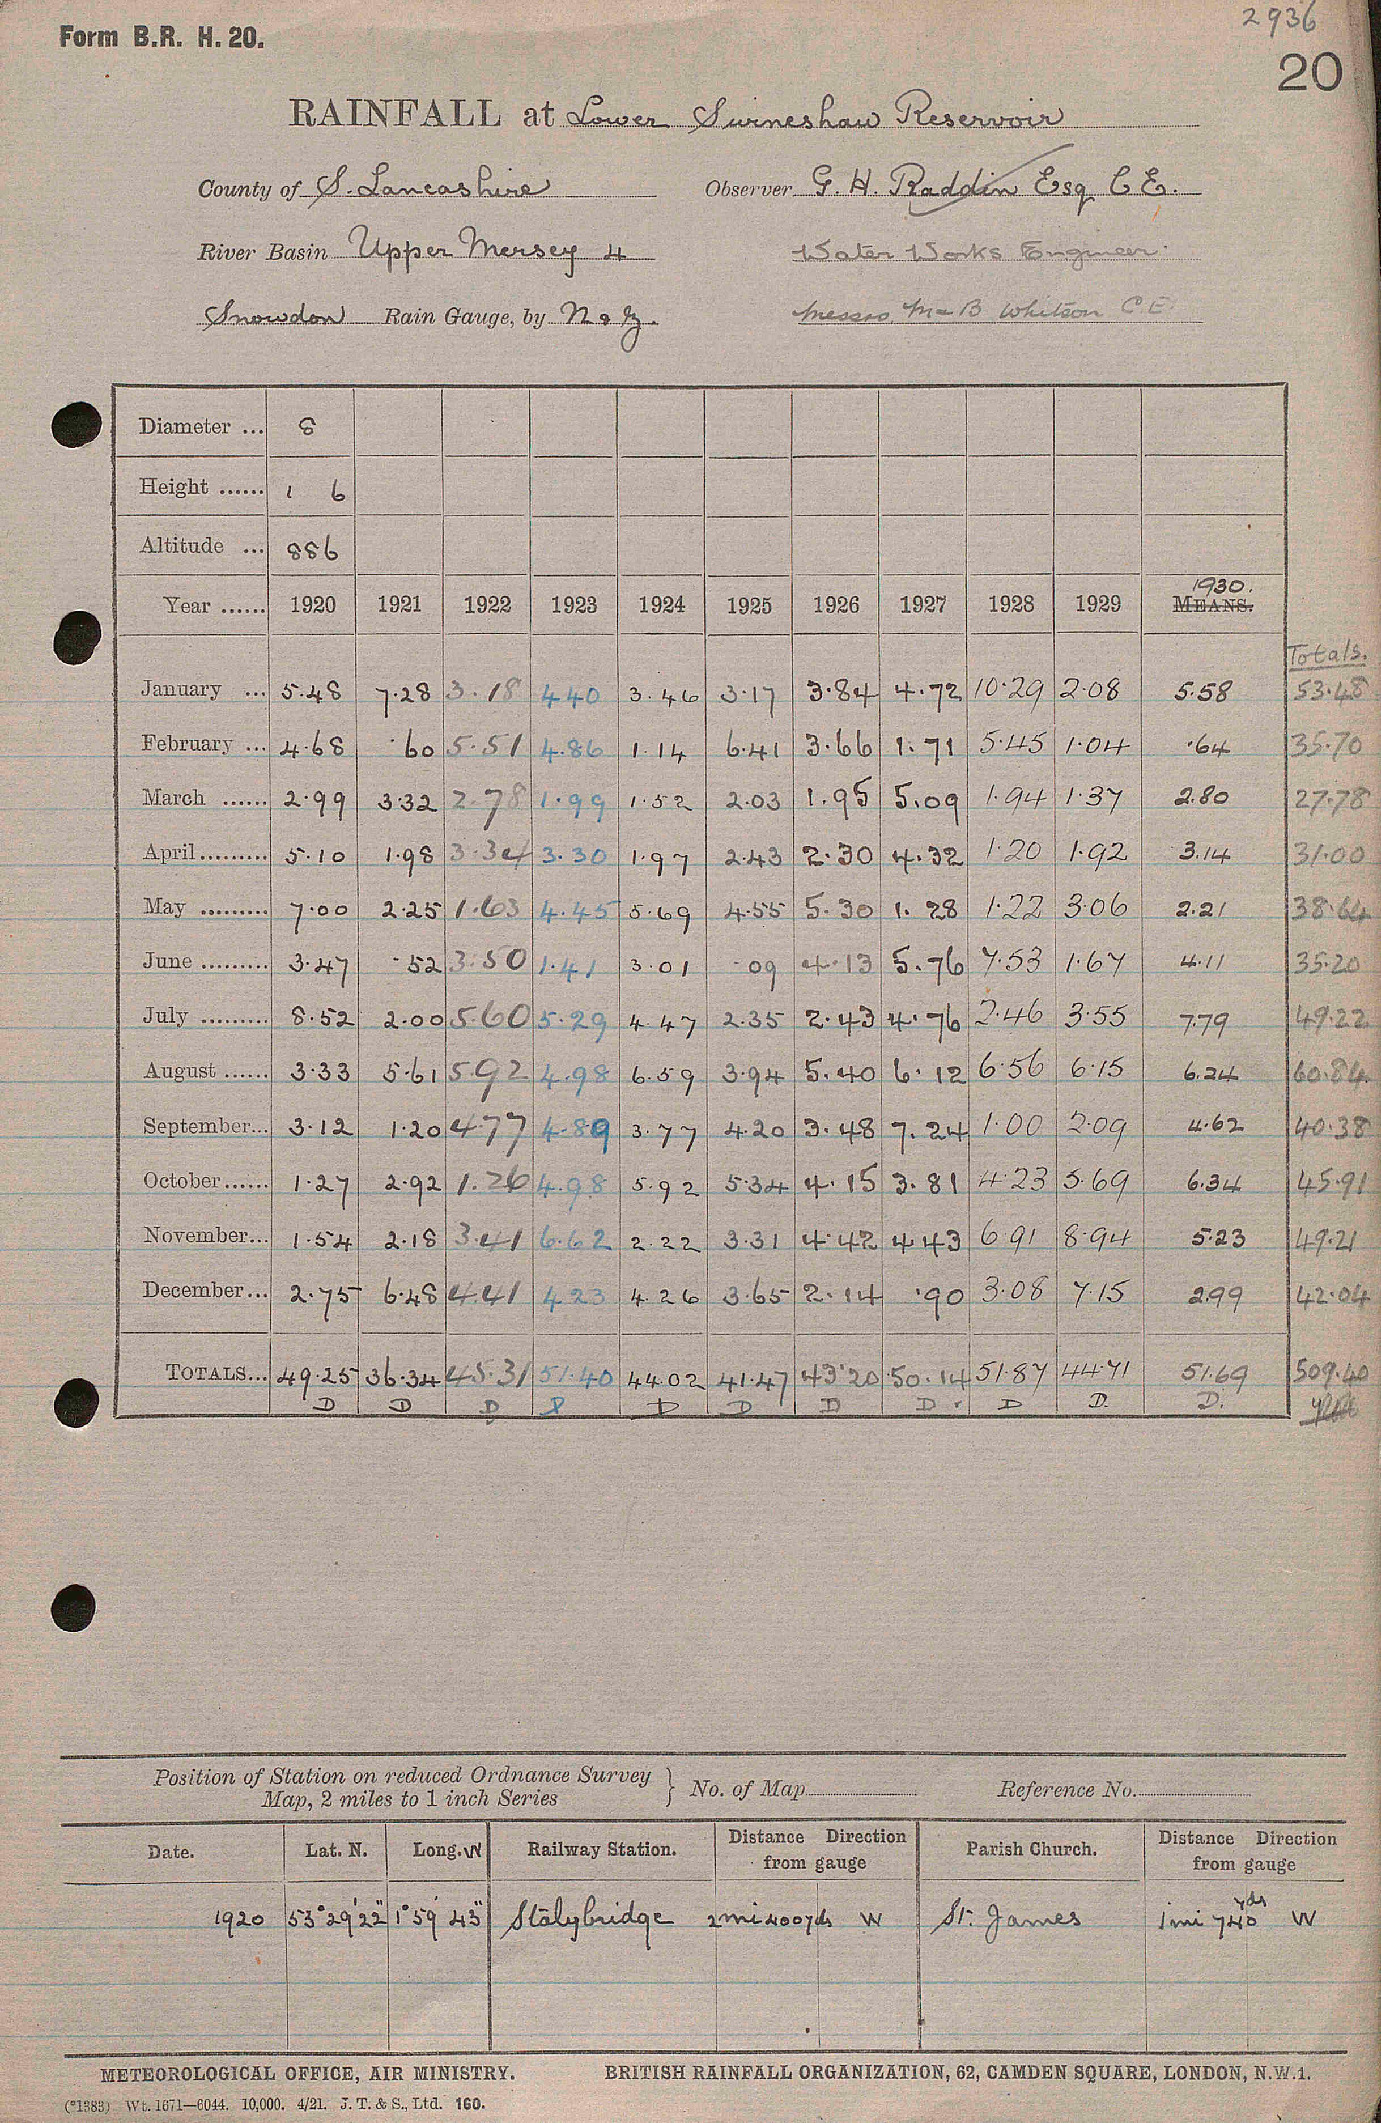 2936
Form B.R. H. 20.
20
RAINFALL at Lower Swineshaw Reservoir
County of S. Lancashire Observer G. H. Raddin Esq C E.
River Basin Upper Mersey 4 Water Works Engineer.
Snowdon Rain Gauge, by N & Z. Messrs. Mc B Whitson C.E.
Diameter ... 8
Height ...... 1 6
Altitude ... 886
1930.
Year ...... 1920 1921 1922 1923 1924 1925 1926 1927 1928 1929 MEANS.
Totals.
January ... 5.48 7.28 3.18 4 40 3.46 3.17 3.84 4.72 10.29 2.08 5.58 53.48
February ... 4.68 .60 5.51 4.86 1.14 6.41 3.66 1.71 5.45 1.04 .64 35.70
March ...... 2.99 3.32 2.78 1.99 1.52 2.03 1.95 5.09 1.94 1.37 2.80 27.78
April ......... 5.10 1.98 3.34 3.30 1.97 2.43 2.30 4.32 1.20 1.92 3.14 31.00
May ......... 7.00 2.25 1.63 4.45 5.69 4.55 5.30 1.28 1.22 3.06 2.21 38.64
June ......... 3.47 .52 3.50 1.41 3.01 .09 4.13 5.76 7.53 1.67 4.11 35.20
July ......... 8.52 2.00 5.60 5.29 4.47 2.35 2.43 4.76 2.46 3.55 7.79 49.22
August ...... 3.33 5.61 5.92 4.98 6.59 3.94 5.40 6.12 6.56 6.15 6.24 60.84
September... 3.12 1.20 4.77 4.89 3.77 4.20 3.48 7.24 1.00 2.09 4.62 40.38
October ...... 1.27 2.92 1.26 4.98 5.92 5.34 4.15 3.81 4.23 5.69 6.34 45.91
November... 1.54 2.18 3.41 6.62 2.22 3.31 4.42 4.43 6.91 8.94 5.23 49.21
December ... 2.75 6.48 4.41 4.23 4.26 3.65 2.14 .90 3.08 7.15 2.99 42.04
TOTALS... 49.25 36.34 45.31 51.40 44.02 41.47 43.20 50.14 51.87 44.71 51.69 509.40
D D D D D D D D D D. D.
Position of Station on reduced Ordnance Survey Map, 2 miles to 1 inch Series } No. of Map Reference No.
Date. Lat. N. Long. W Railway Station. Distance Direction from gauge Parish Church. Distance Direction from gauge
1920 53° 29' 22" 1° 59' 43" Stalybridge 2 mi 400 yds W St. James 1 mi 740 yds W
METEOROLOGICAL OFFICE, AIR MINISTRY. BRITISH RAINFALL ORGANIZATION, 62, CAMDEN SQUARE, LONDON, N.W.1.
(*1383) Wt. 1671—6044. 10,000. 4/21. J. T. & S., Ltd. 160.